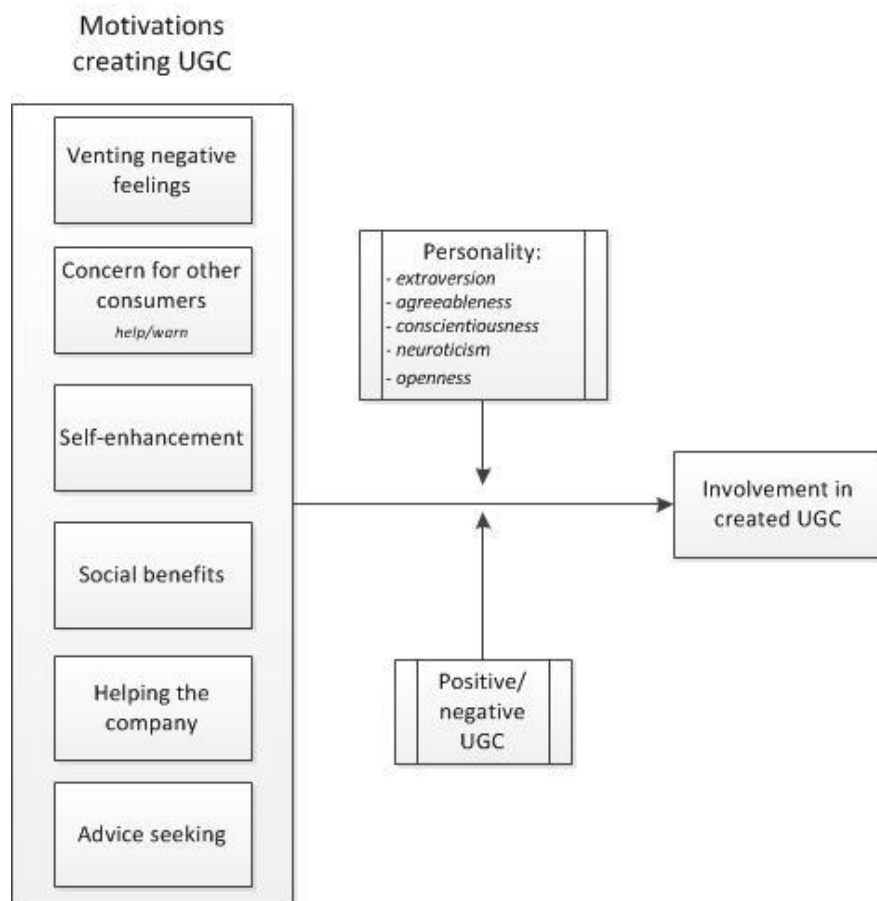 Motivations
creating UGC
Venting negative
feelings
Concern for other
consumers
help/warn
Self-enhancement
Social benefits
Helping the
company
Advice seeking
Personality:
- extraversion
- agreeableness
- conscientiousness
- neuroticism
- openness
Positive/
negative
UGC
Involvement in
created UGC